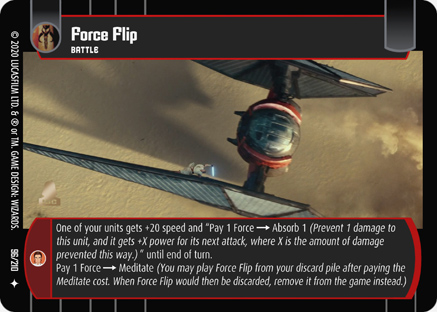 Force Flip
BATTLE
© 2020 LUCASFILM LTD. & ® or TM. GAME DESIGN: WIZARDS.
One of your units gets +20 speed and "Pay 1 Force → Absorb 1 (Prevent 1 damage to
this unit, and it gets +X power for its next attack, where X is the amount of damage
prevented this way.) " until end of turn.
Pay 1 Force → Meditate (You may play Force Flip from your discard pile after paying the
Meditate cost. When Force Flip would then be discarded, remove it from the game instead.)